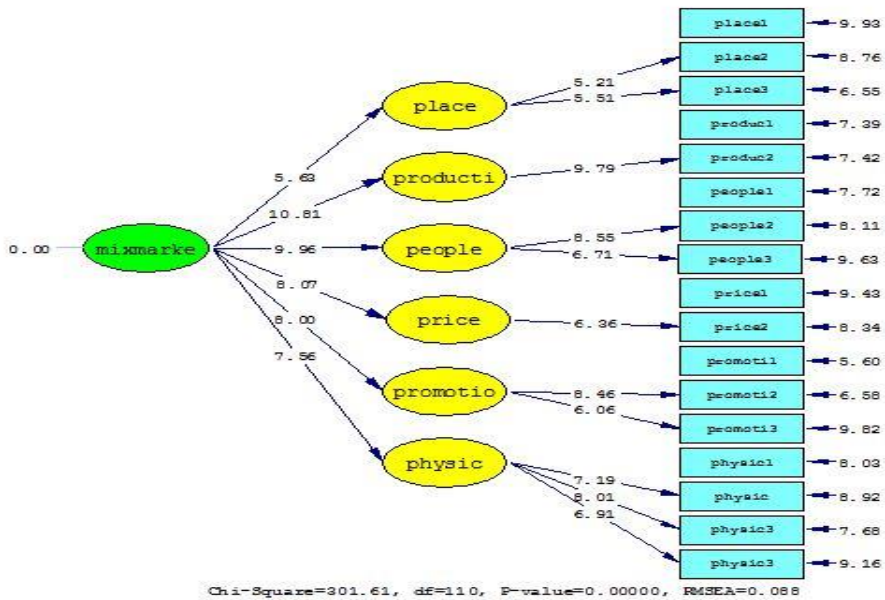 place1 9.93
place2 8.76
5.21
place 5.51 place3 6.55
produc1 7.39
5.63 producti 9.79 produc2 7.42
10.81 people1 7.72
0.00 mixmarke 9.96 people 8.55 people2 8.11
6.71 people3 9.63
8.07 price1 9.43
8.00 price 6.36 price2 8.34
7.56 promoti1 5.60
promotio 8.46 promoti2 6.58
6.06 promoti3 9.82
physic physic1 8.03
7.19 physic 8.92
8.01 physic3 7.68
6.91 physic3 9.16
Chi-Square=301.61, df=110, P-value=0.00000, RMSEA=0.088